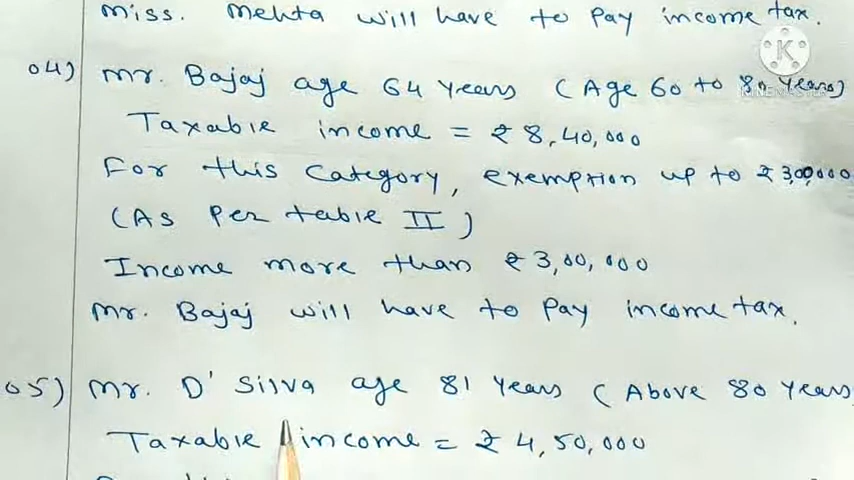 Miss. Mehta will have to pay income tax.
04) Mr. Bajaj age 64 years (Age 60 to 80 years)
KINEMASTER
Taxable income = ₹ 8,40,000
For this Category, exemption up to ₹ 3,00,000
(As per table II)
Income more than ₹ 3,00,000
Mr. Bajaj will have to pay income tax.
05) Mr. D'Silva age 81 years (Above 80 years
Taxable income = ₹ 4,50,000